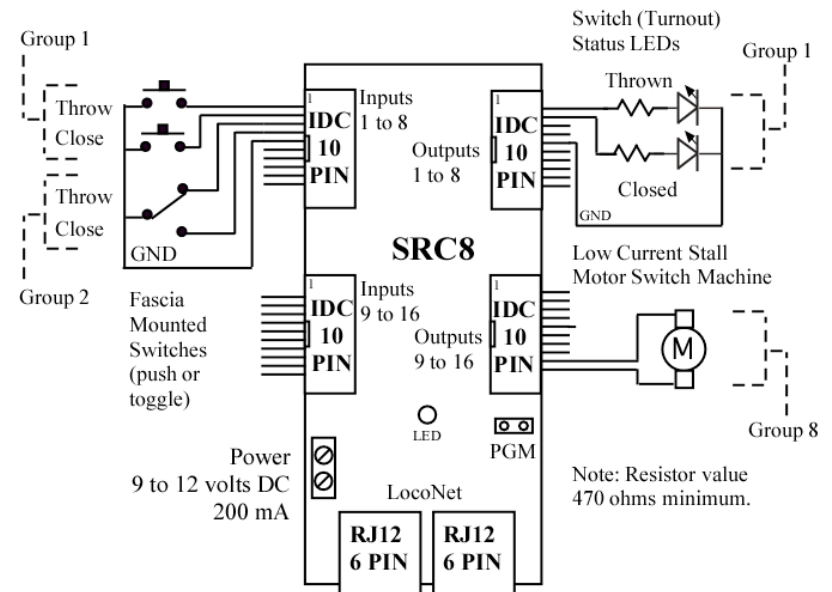 Group 1
Throw
Close
Throw
Close
Group 2
GND
Fascia
Mounted
Switches
(push or
toggle)
1
IDC
10
PIN
Inputs
1 to 8
1
IDC
10
PIN
Outputs
1 to 8
SRC8
1
IDC
10
PIN
Inputs
9 to 16
1
IDC
10
PIN
Outputs
9 to 16
LED
PGM
Power
9 to 12 volts DC
200 mA
LocoNet
RJ12
6 PIN
RJ12
6 PIN
Switch (Turnout)
Status LEDs
Group 1
Thrown
Closed
GND
Low Current Stall
Motor Switch Machine
M
Group 8
Note: Resistor value
470 ohms minimum.